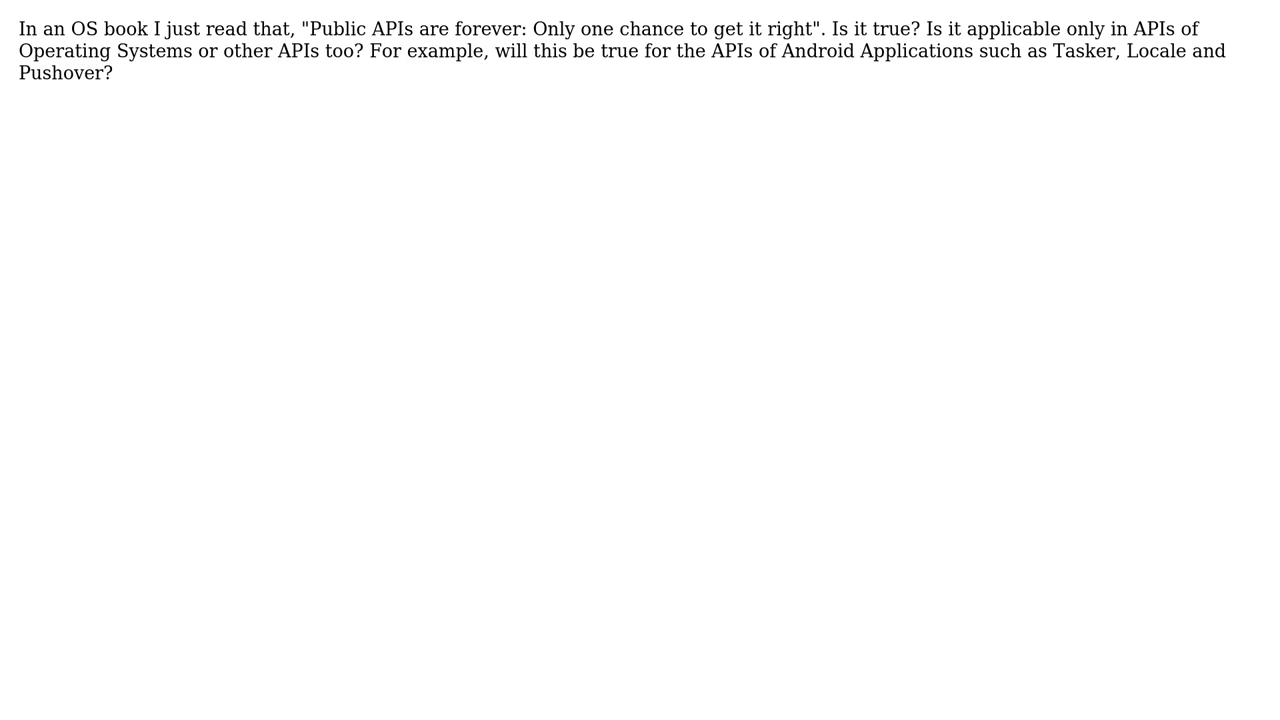 In an OS book I just read that, "Public APIs are forever: Only one chance to get it right". Is it true? Is it applicable only in APIs of
Operating Systems or other APIs too? For example, will this be true for the APIs of Android Applications such as Tasker, Locale and
Pushover?